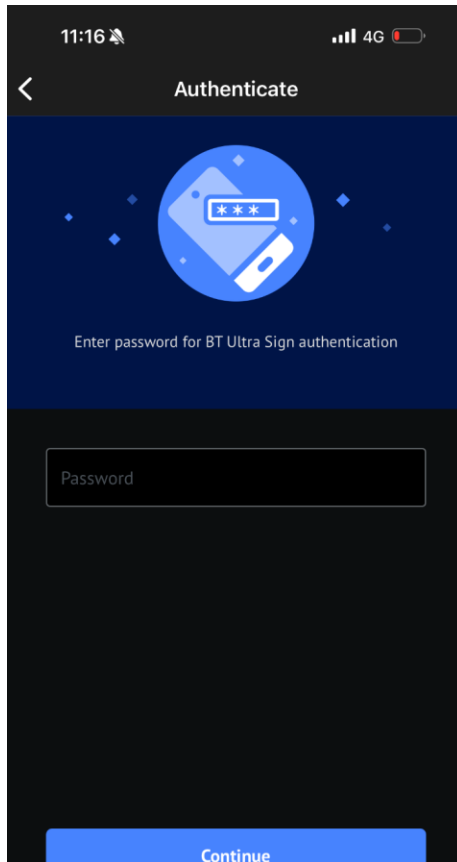 11:16 4G
Authenticate
***
Enter password for BT Ultra Sign authentication
Password
Continue